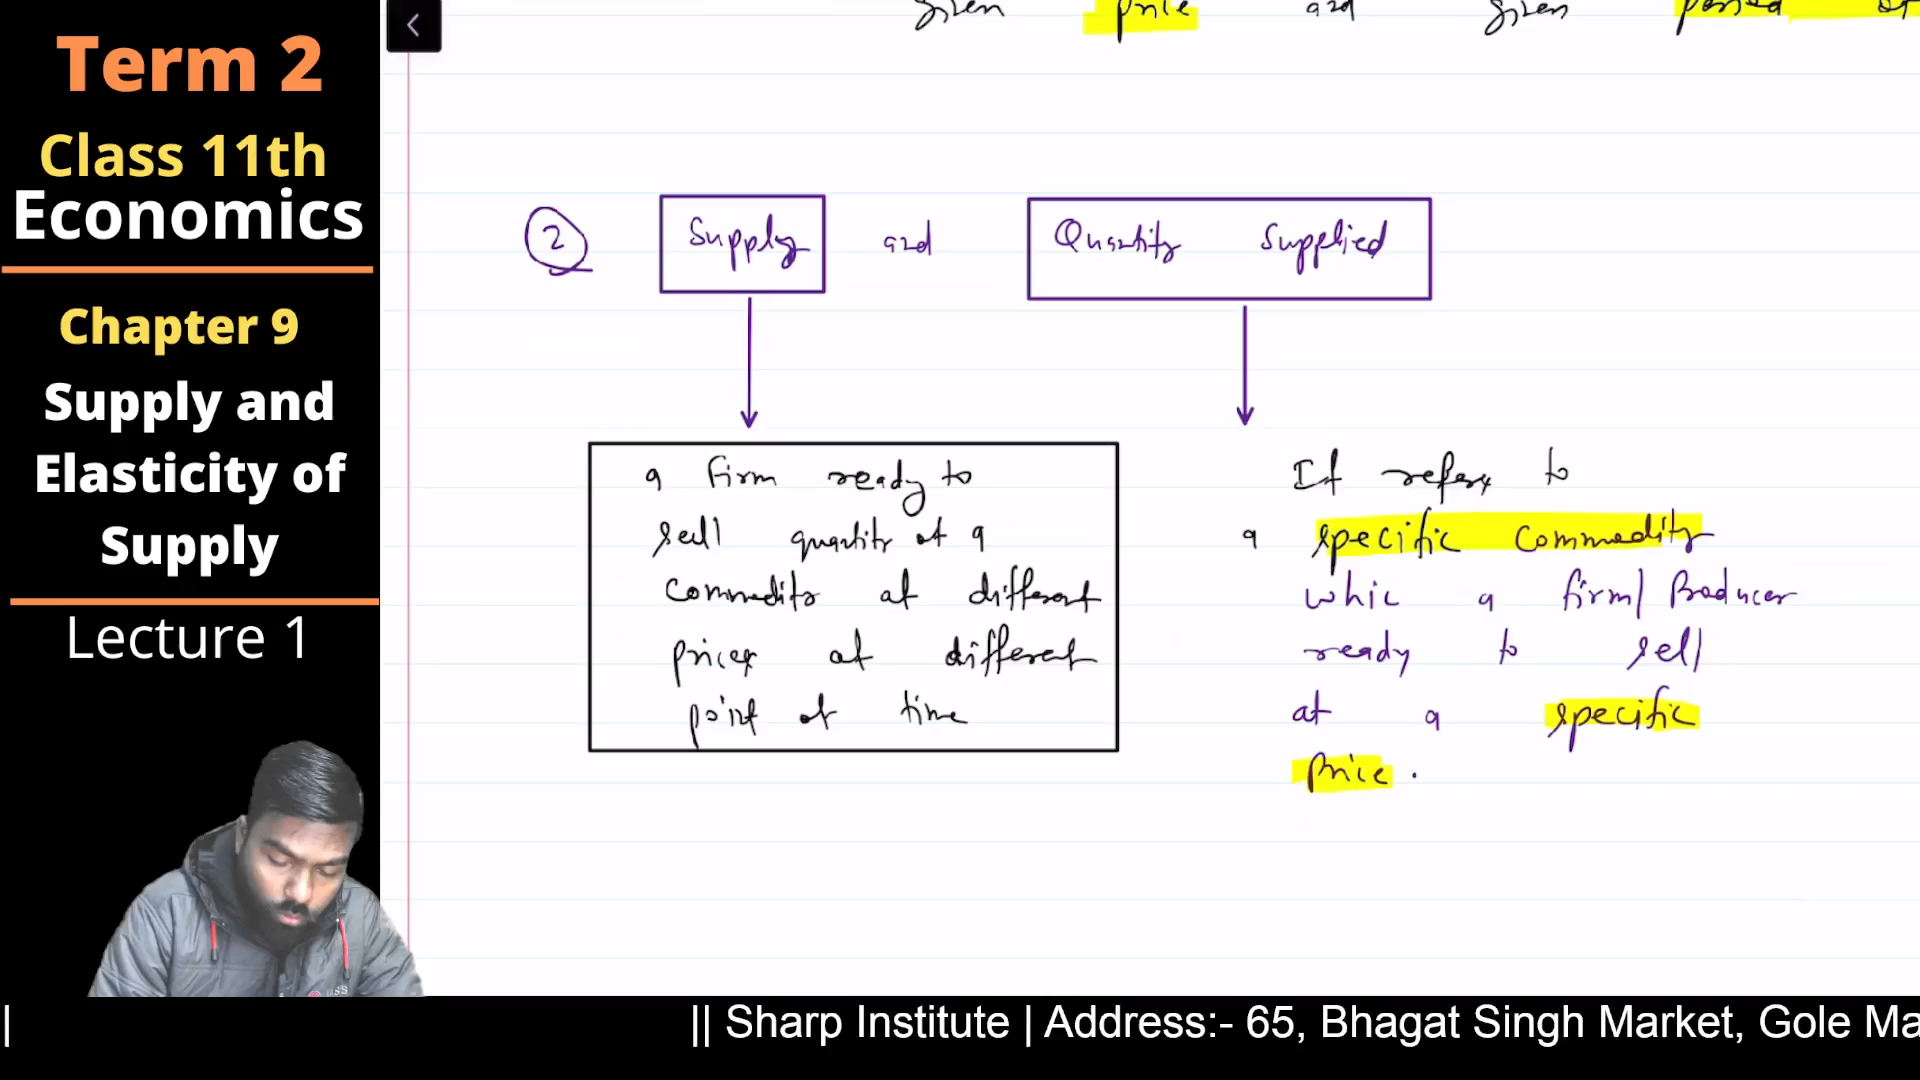 Term 2
Class 11th
Economics
Chapter 9
Supply and
Elasticity of
Supply
Lecture 1
given price and given period of
2 Supply and Quantity Supplied
a firm ready to
sell quantity of a
commodity at different
prices at different
point of time
It refers to
a specific commodity
whic a firm/Producer
ready to sell
at a specific
Price.
|
|| Sharp Institute | Address:- 65, Bhagat Singh Market, Gole Ma